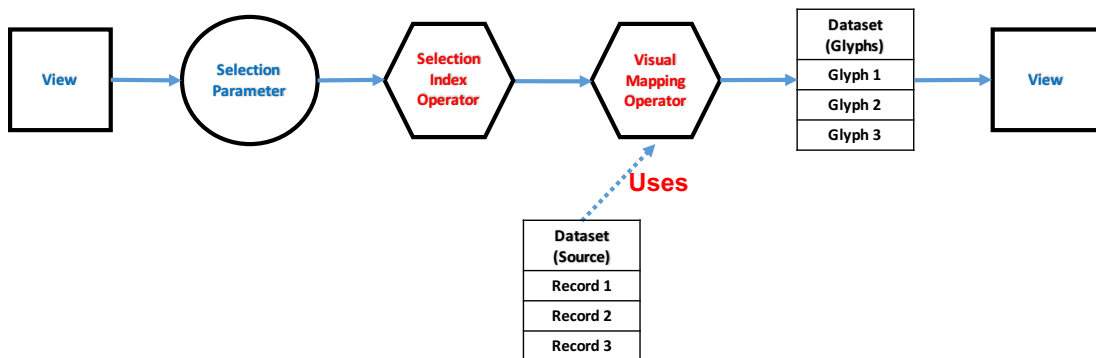 View
Selection
Parameter
Selection
Index
Operator
Visual
Mapping
Operator
Dataset
(Glyphs)
Glyph 1
Glyph 2
Glyph 3
View
Uses
Dataset
(Source)
Record 1
Record 2
Record 3